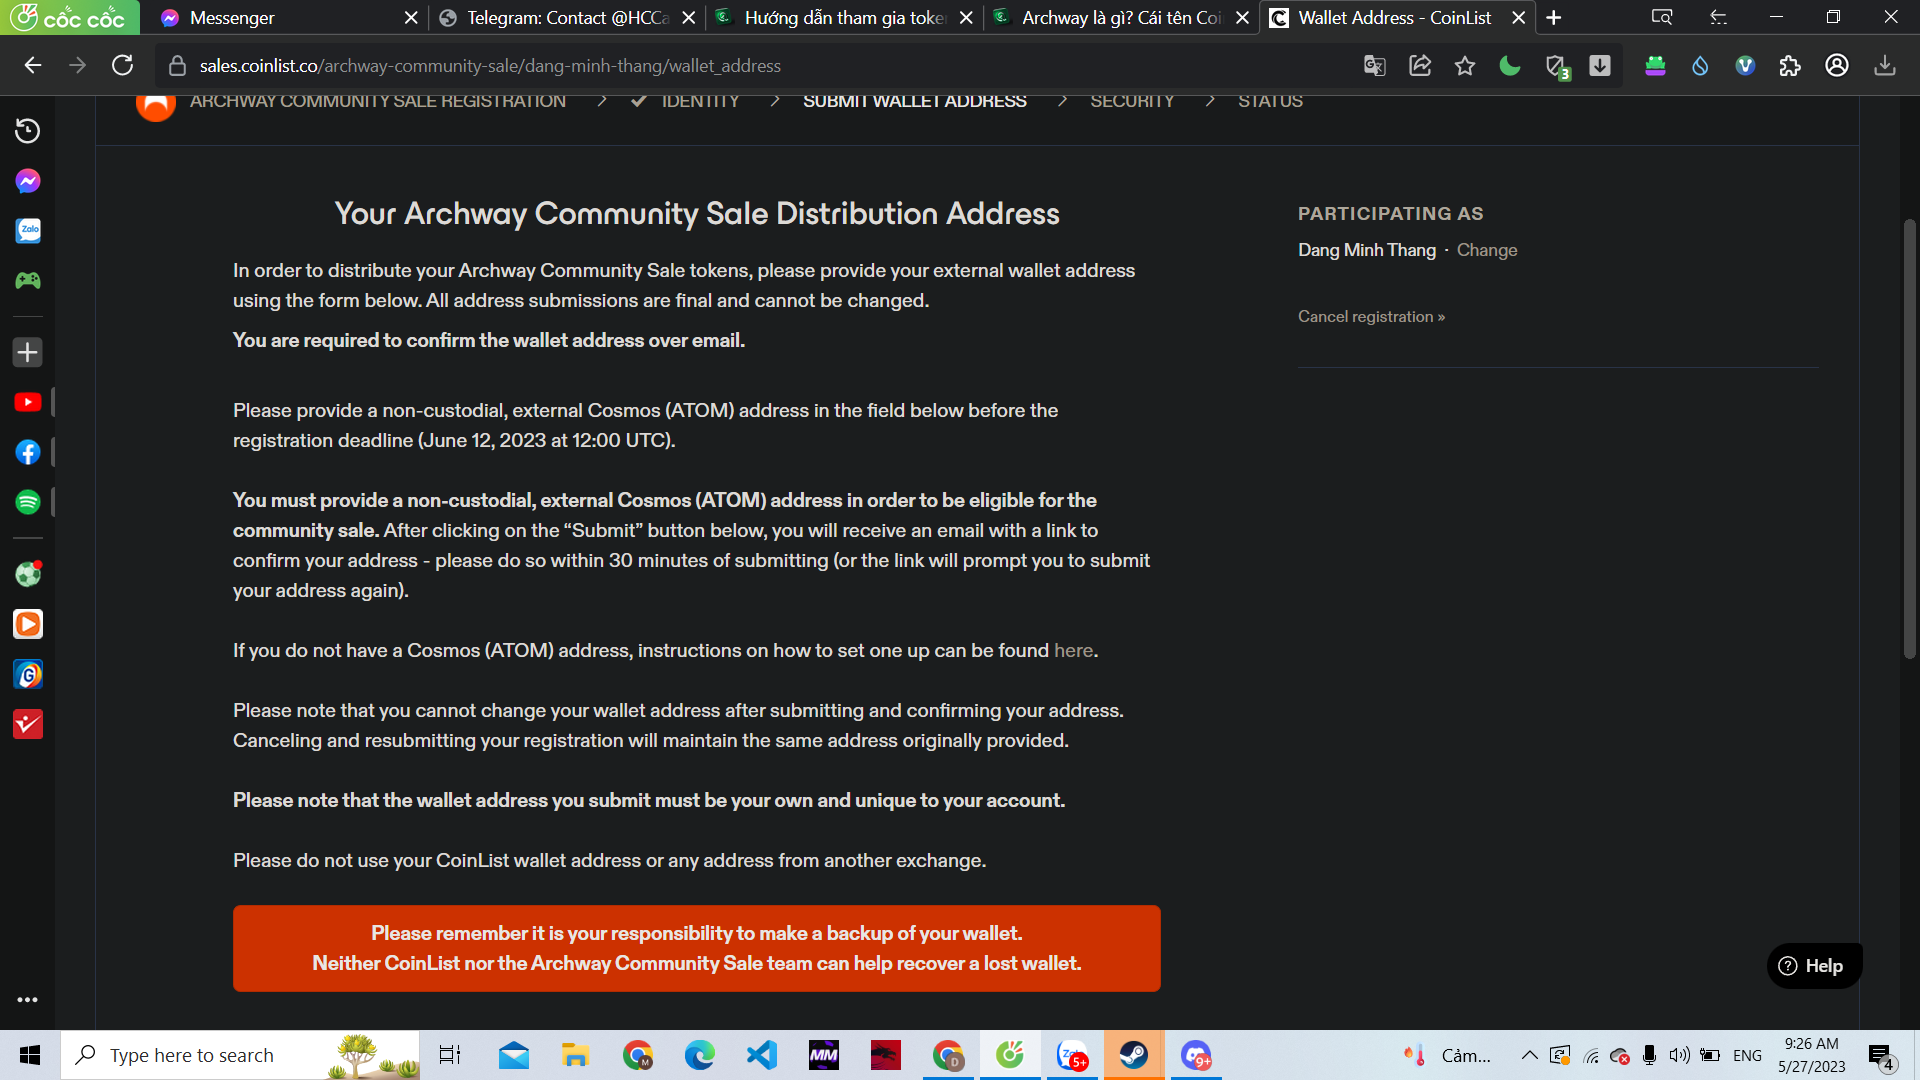 cốc cốc
Messenger
Telegram: Contact @HCCa
Hướng dẫn tham gia toke
Archway là gì? Cái tên Coi
Wallet Address - CoinList
sales.coinlist.co/archway-community-sale/dang-minh-thang/wallet_address
3
ARCHWAY COMMUNITY SALE REGISTRATION
IDENTITY
SUBMIT WALLET ADDRESS
SECURITY
STATUS
Zalo
Your Archway Community Sale Distribution Address
In order to distribute your Archway Community Sale tokens, please provide your external wallet address
using the form below. All address submissions are final and cannot be changed.
You are required to confirm the wallet address over email.
Please provide a non-custodial, external Cosmos (ATOM) address in the field below before the
registration deadline (June 12, 2023 at 12:00 UTC).
You must provide a non-custodial, external Cosmos (ATOM) address in order to be eligible for the
community sale. After clicking on the “Submit” button below, you will receive an email with a link to
confirm your address - please do so within 30 minutes of submitting (or the link will prompt you to submit
your address again).
If you do not have a Cosmos (ATOM) address, instructions on how to set one up can be found here.
Please note that you cannot change your wallet address after submitting and confirming your address.
Canceling and resubmitting your registration will maintain the same address originally provided.
Please note that the wallet address you submit must be your own and unique to your account.
Please do not use your CoinList wallet address or any address from another exchange.
Please remember it is your responsibility to make a backup of your wallet.
Neither CoinList nor the Archway Community Sale team can help recover a lost wallet.
PARTICIPATING AS
Dang Minh Thang · Change
Cancel registration »
Help
Type here to search
M
MM
D
5+
9+
Cảm...
ENG
9:26 AM
5/27/2023
4